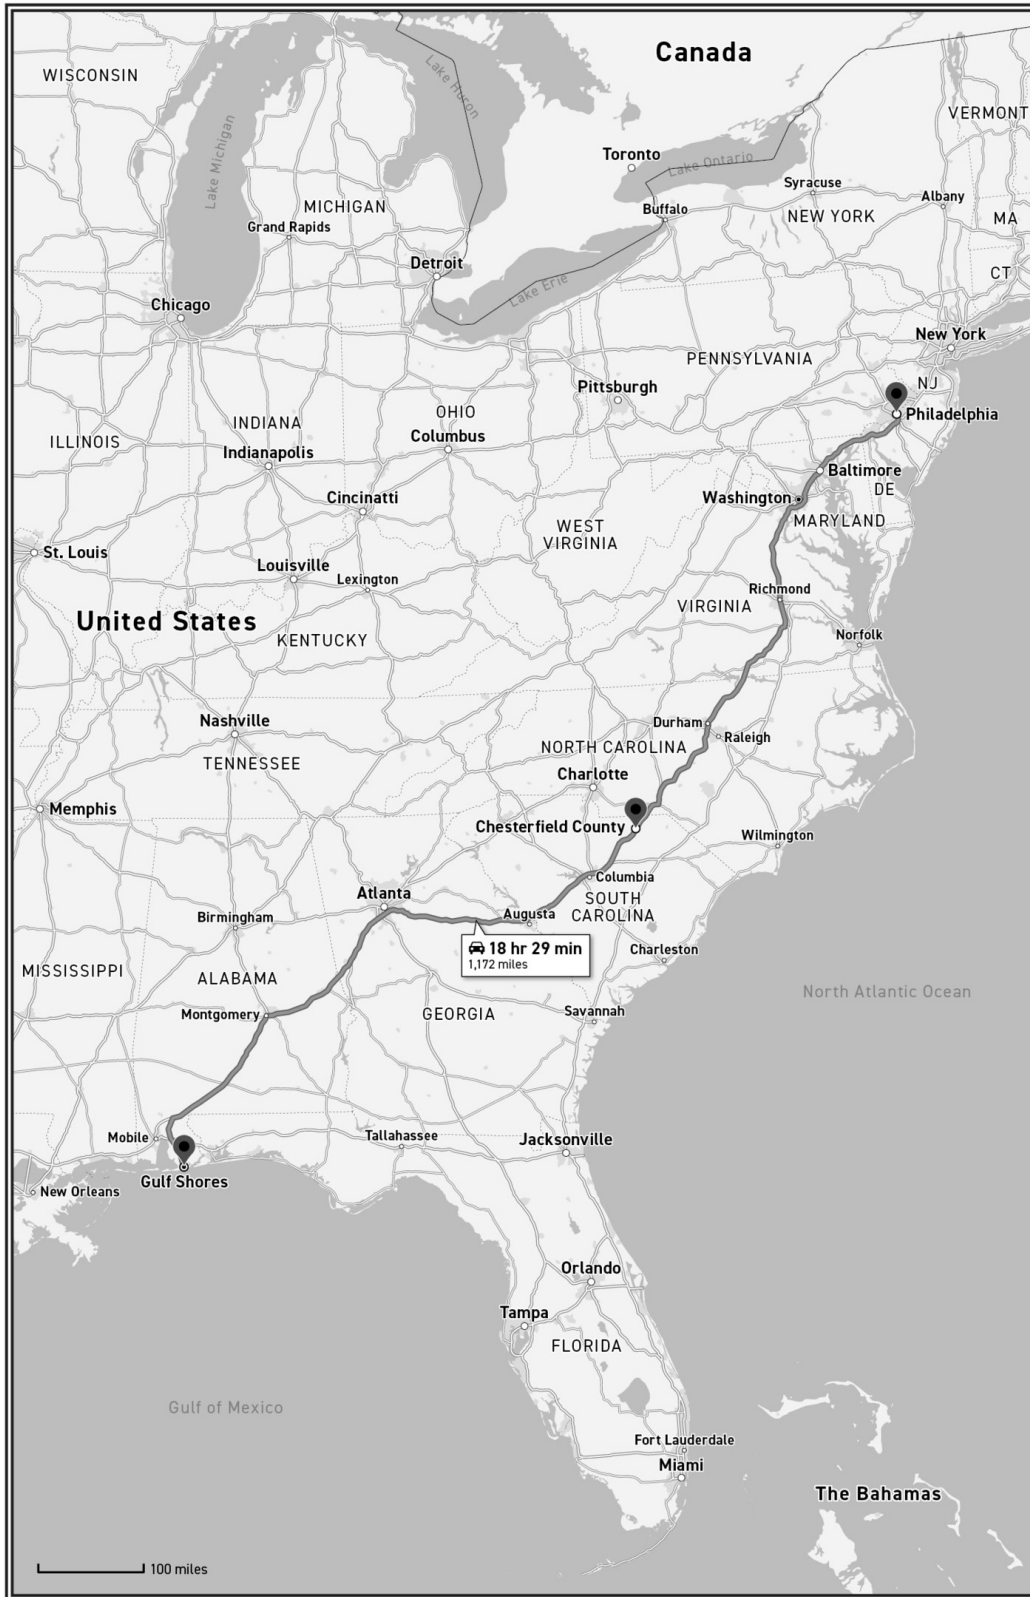 Canada
WISCONSIN
Lake Huron
VERMONT
Lake Michigan
Toronto
Lake Ontario
Syracuse
Albany
MICHIGAN
Buffalo
NEW YORK
MA
Grand Rapids
Detroit
CT
Lake Erie
Chicago
New York
PENNSYLVANIA
Pittsburgh
NJ
OHIO
Philadelphia
INDIANA
ILLINOIS
Columbus
Indianapolis
Baltimore
DE
Cincinatti
Washington
MARYLAND
WEST
VIRGINIA
St. Louis
Louisville
Lexington
Richmond
VIRGINIA
United States
KENTUCKY
Norfolk
Nashville
Durham
Raleigh
NORTH CAROLINA
TENNESSEE
Charlotte
Memphis
Chesterfield County
Wilmington
Columbia
Atlanta
SOUTH
CAROLINA
Birmingham
Augusta
18 hr 29 min
1,172 miles
Charleston
MISSISSIPPI
ALABAMA
North Atlantic Ocean
Montgomery
GEORGIA
Savannah
Mobile
Tallahassee
Jacksonville
Gulf Shores
New Orleans
Orlando
Tampa
FLORIDA
Gulf of Mexico
Fort Lauderdale
Miami
The Bahamas
100 miles